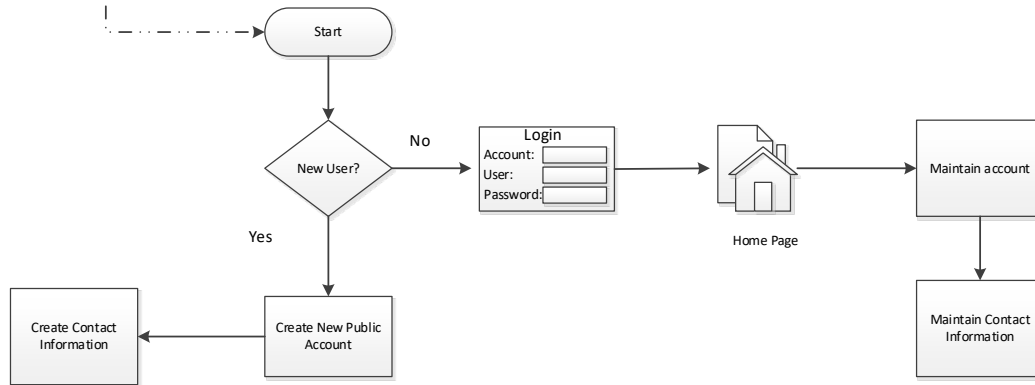 Start
New User?
No
Yes
Login
Account:
User:
Password:
Home Page
Maintain account
Maintain Contact
Information
Create New Public
Account
Create Contact
Information